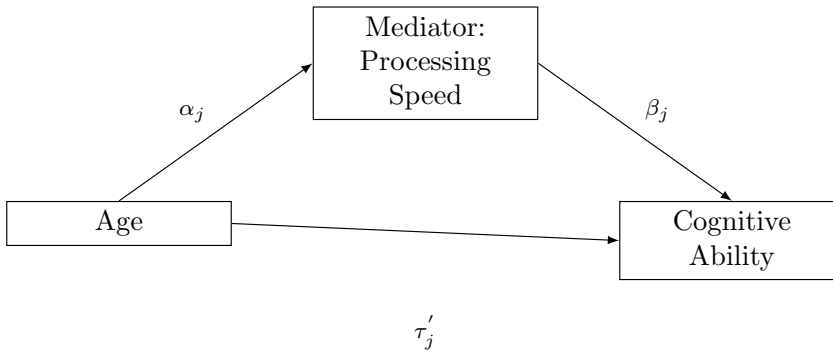 Mediator:
Processing
Speed
α_j
β_j
Age
Cognitive
Ability
τ′_j